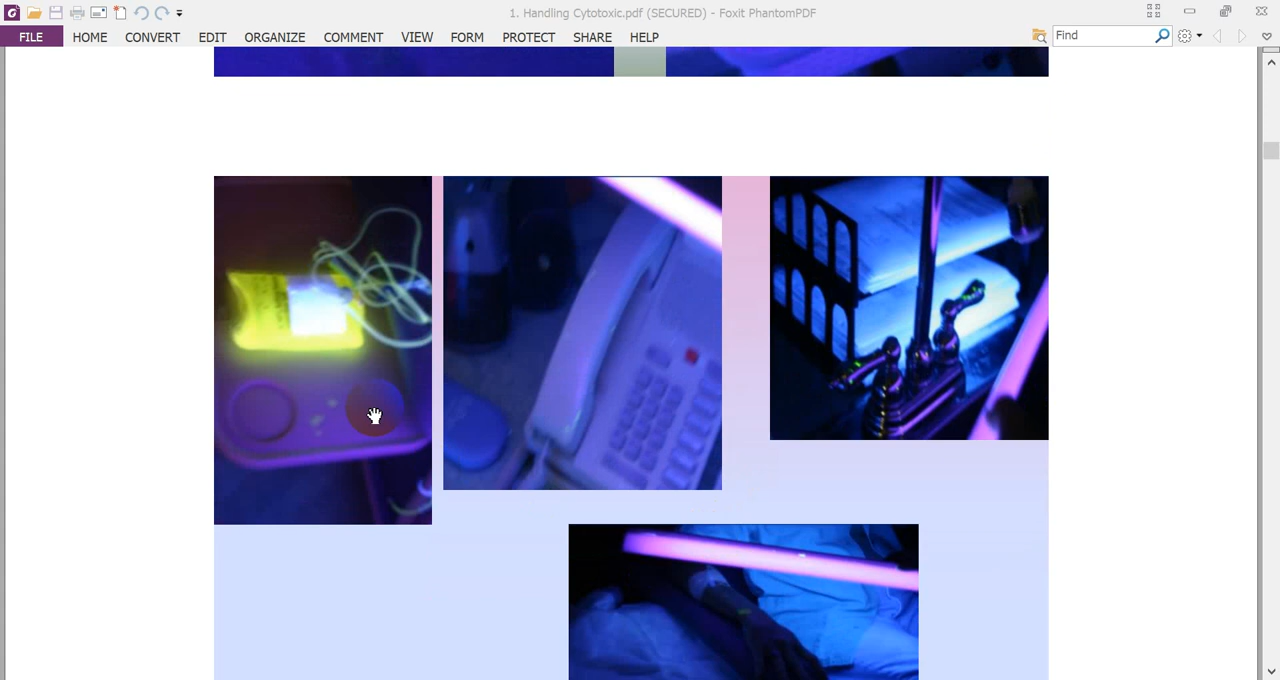 1. Handling Cytotoxic.pdf (SECURED) - Foxit PhantomPDF
FILE HOME CONVERT EDIT ORGANIZE COMMENT VIEW FORM PROTECT SHARE HELP Find